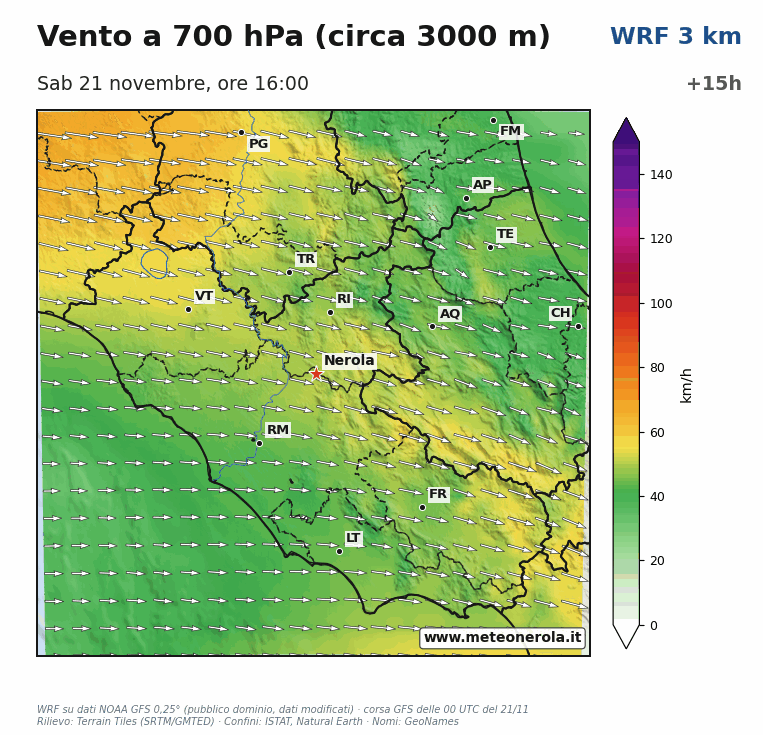 Vento a 700 hPa (circa 3000 m)
WRF 3 km
Sab 21 novembre, ore 16:00
+15h
FM
PG
AP
TE
TR
VT
RI
AQ
CH
Nerola
RM
FR
LT
www.meteonerola.it
140
120
100
80
60
40
20
0
km/h
WRF su dati NOAA GFS 0,25° (pubblico dominio, dati modificati) · corsa GFS delle 00 UTC del 21/11
Rilievo: Terrain Tiles (SRTM/GMTED) · Confini: ISTAT, Natural Earth · Nomi: GeoNames